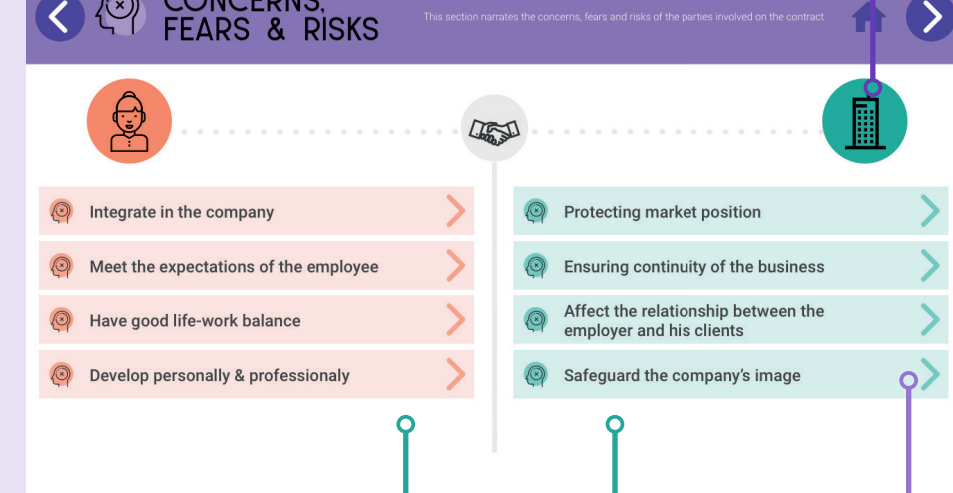 CONCERNS,
FEARS & RISKS
This section narrates the concerns, fears and risks of the parties involved on the contract
Integrate in the company
Meet the expectations of the employee
Have good life-work balance
Develop personally & professionaly
Protecting market position
Ensuring continuity of the business
Affect the relationship between the
employer and his clients
Safeguard the company's image